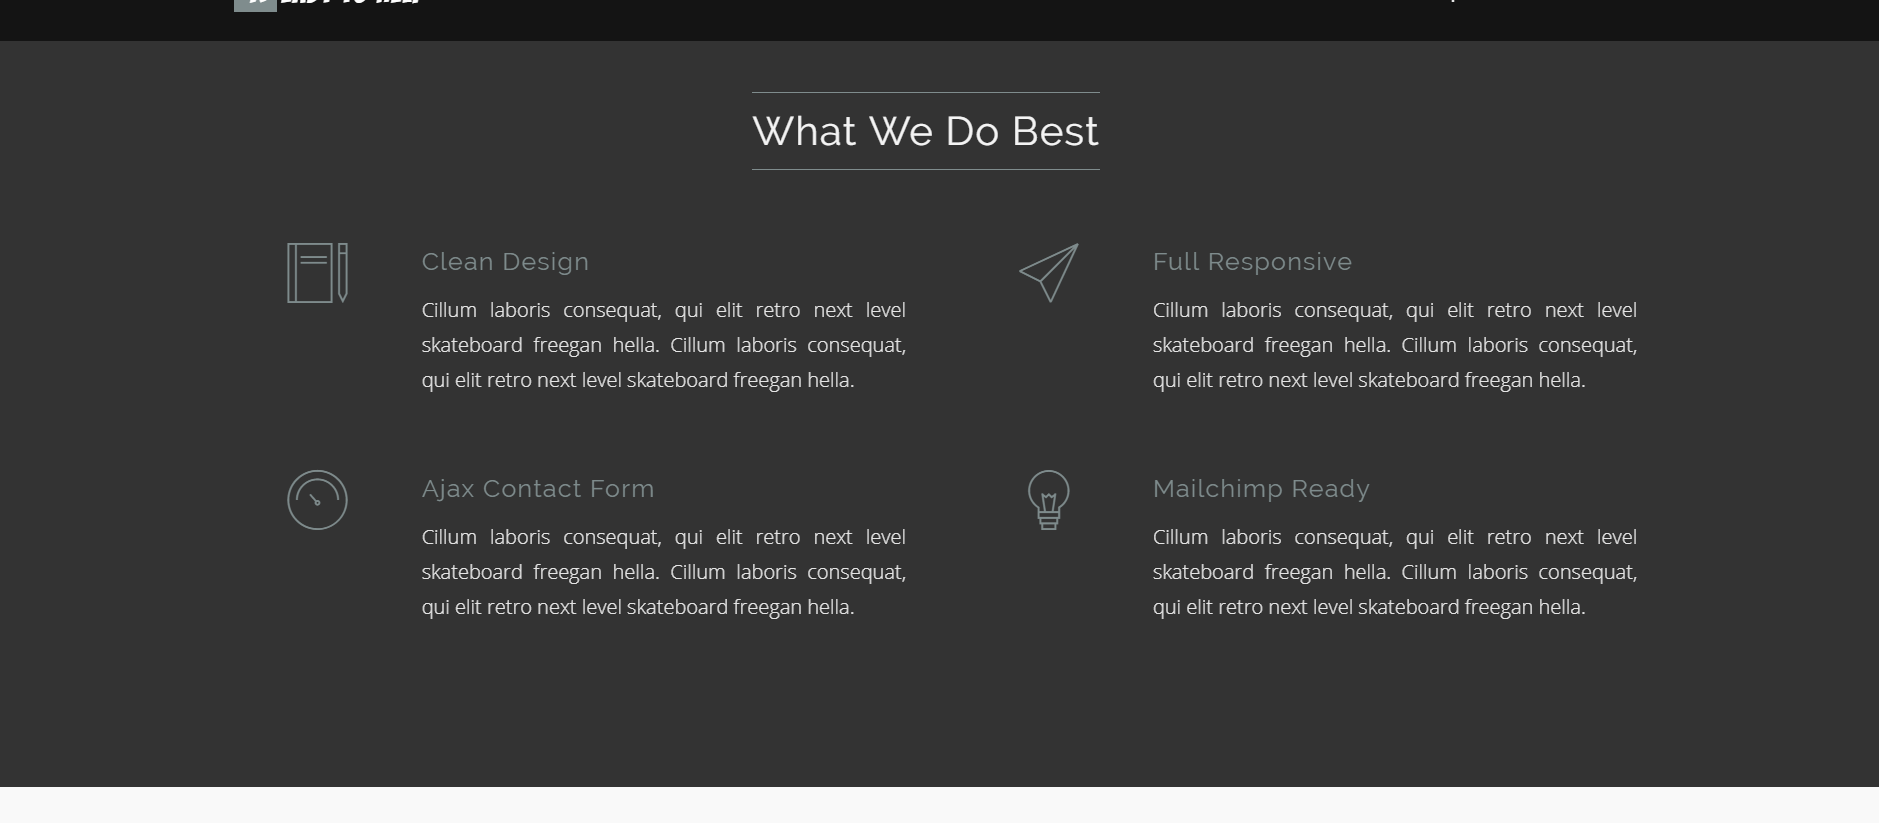 What We Do Best
Clean Design
Cillum laboris consequat, qui elit retro next level
skateboard freegan hella. Cillum laboris consequat,
qui elit retro next level skateboard freegan hella.
Full Responsive
Cillum laboris consequat, qui elit retro next level
skateboard freegan hella. Cillum laboris consequat,
qui elit retro next level skateboard freegan hella.
Ajax Contact Form
Cillum laboris consequat, qui elit retro next level
skateboard freegan hella. Cillum laboris consequat,
qui elit retro next level skateboard freegan hella.
Mailchimp Ready
Cillum laboris consequat, qui elit retro next level
skateboard freegan hella. Cillum laboris consequat,
qui elit retro next level skateboard freegan hella.